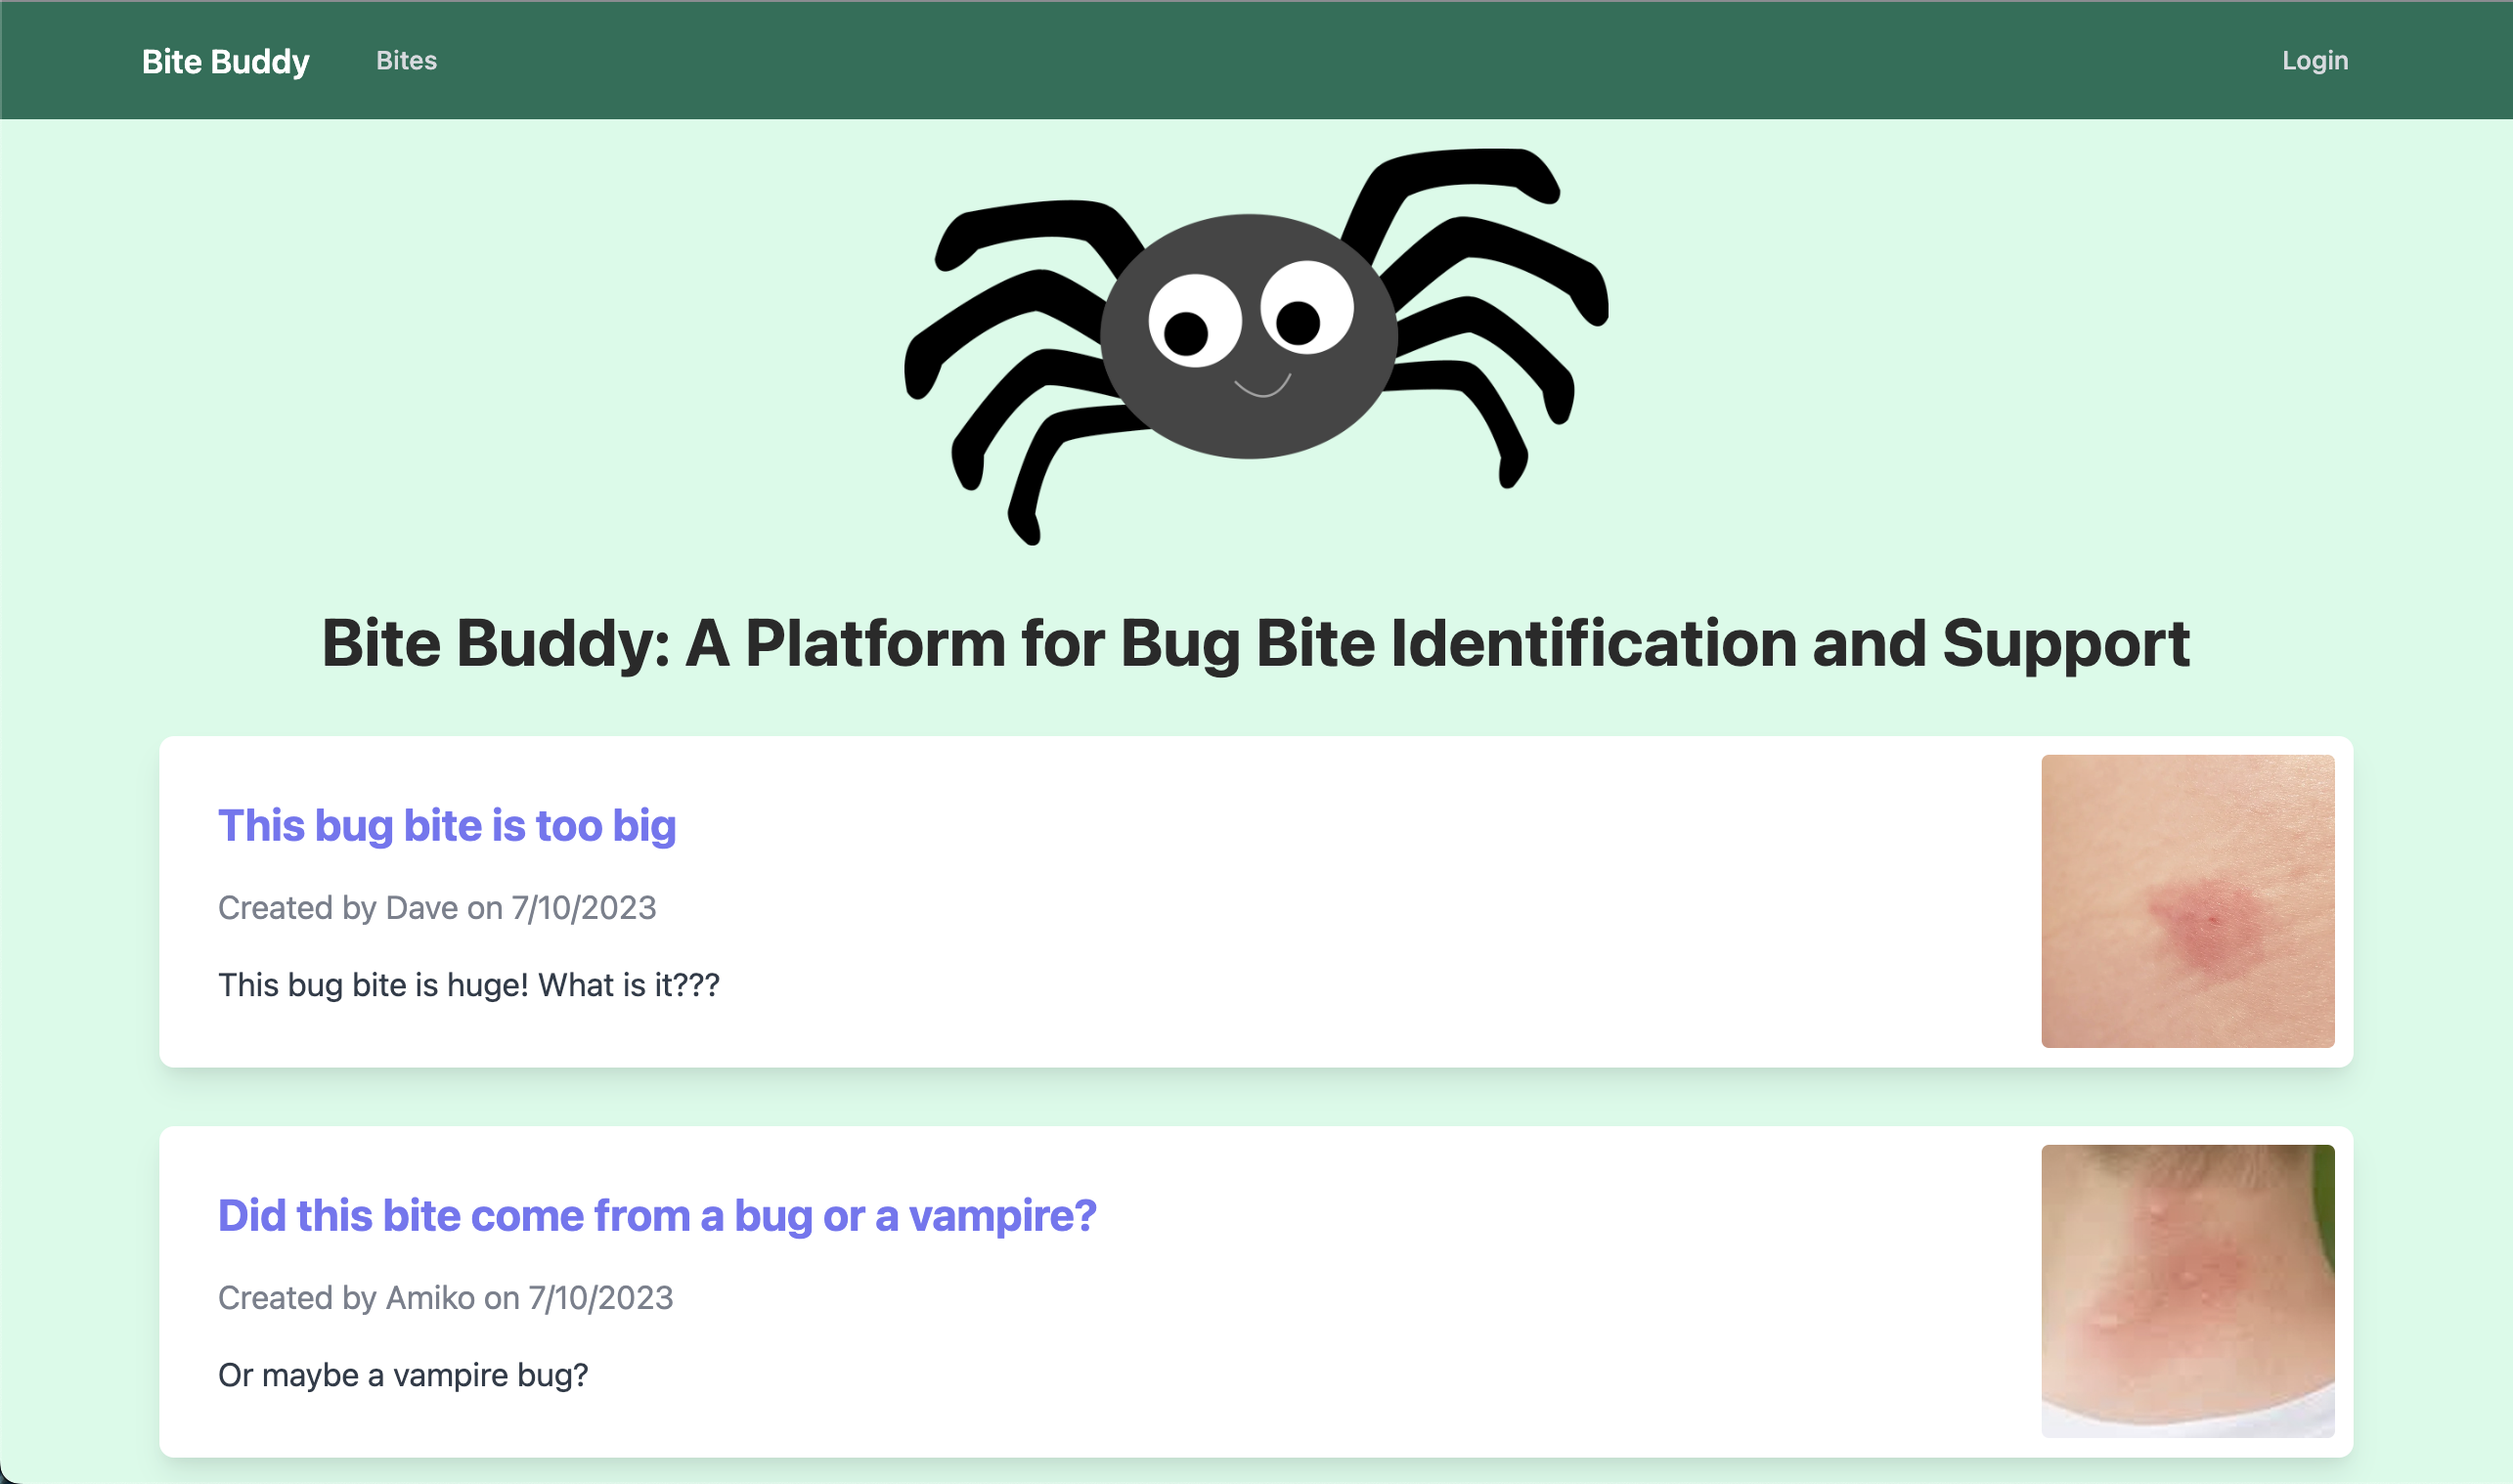 Bite Buddy
Bites
Login
Bite Buddy: A Platform for Bug Bite Identification and Support
This bug bite is too big
Created by Dave on 7/10/2023
This bug bite is huge! What is it???
Did this bite come from a bug or a vampire?
Created by Amiko on 7/10/2023
Or maybe a vampire bug?